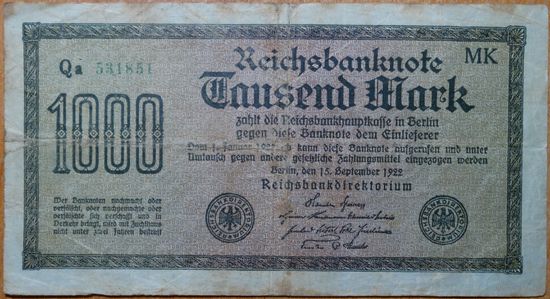 Reichsbanknote
MK
Qa 531851
Tausend Mark
1000
zahlt die Reichsbankhauptkasse in Berlin
gegen diese Banknote dem Einlieferer
Vom 1. Januar 1923 ab kann diese Banknote aufgerufen und unter
Umtausch gegen andere gesetzliche Zahlungsmittel eingezogen werden
Berlin, den 15. September 1922
Reichsbankdirektorium
Wer Banknoten nachmacht oder
verfälscht, oder nachgemachte oder
verfälschte sich verschafft und in
Verkehr bringt, wird mit Zuchthaus
nicht unter zwei Jahren bestraft